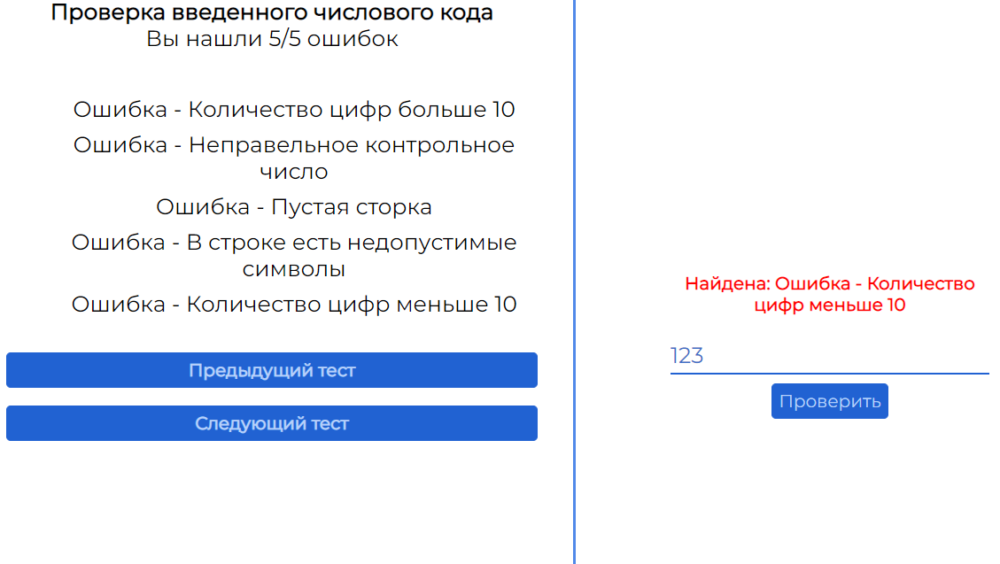 Проверка введенного числового кода
Вы нашли 5/5 ошибок
Ошибка - Количество цифр больше 10
Ошибка - Неправельное контрольное
число
Ошибка - Пустая сторка
Ошибка - В строке есть недопустимые
символы
Ошибка - Количество цифр меньше 10
Предыдущий тест
Следующий тест
Найдена: Ошибка - Количество
цифр меньше 10
123
Проверить